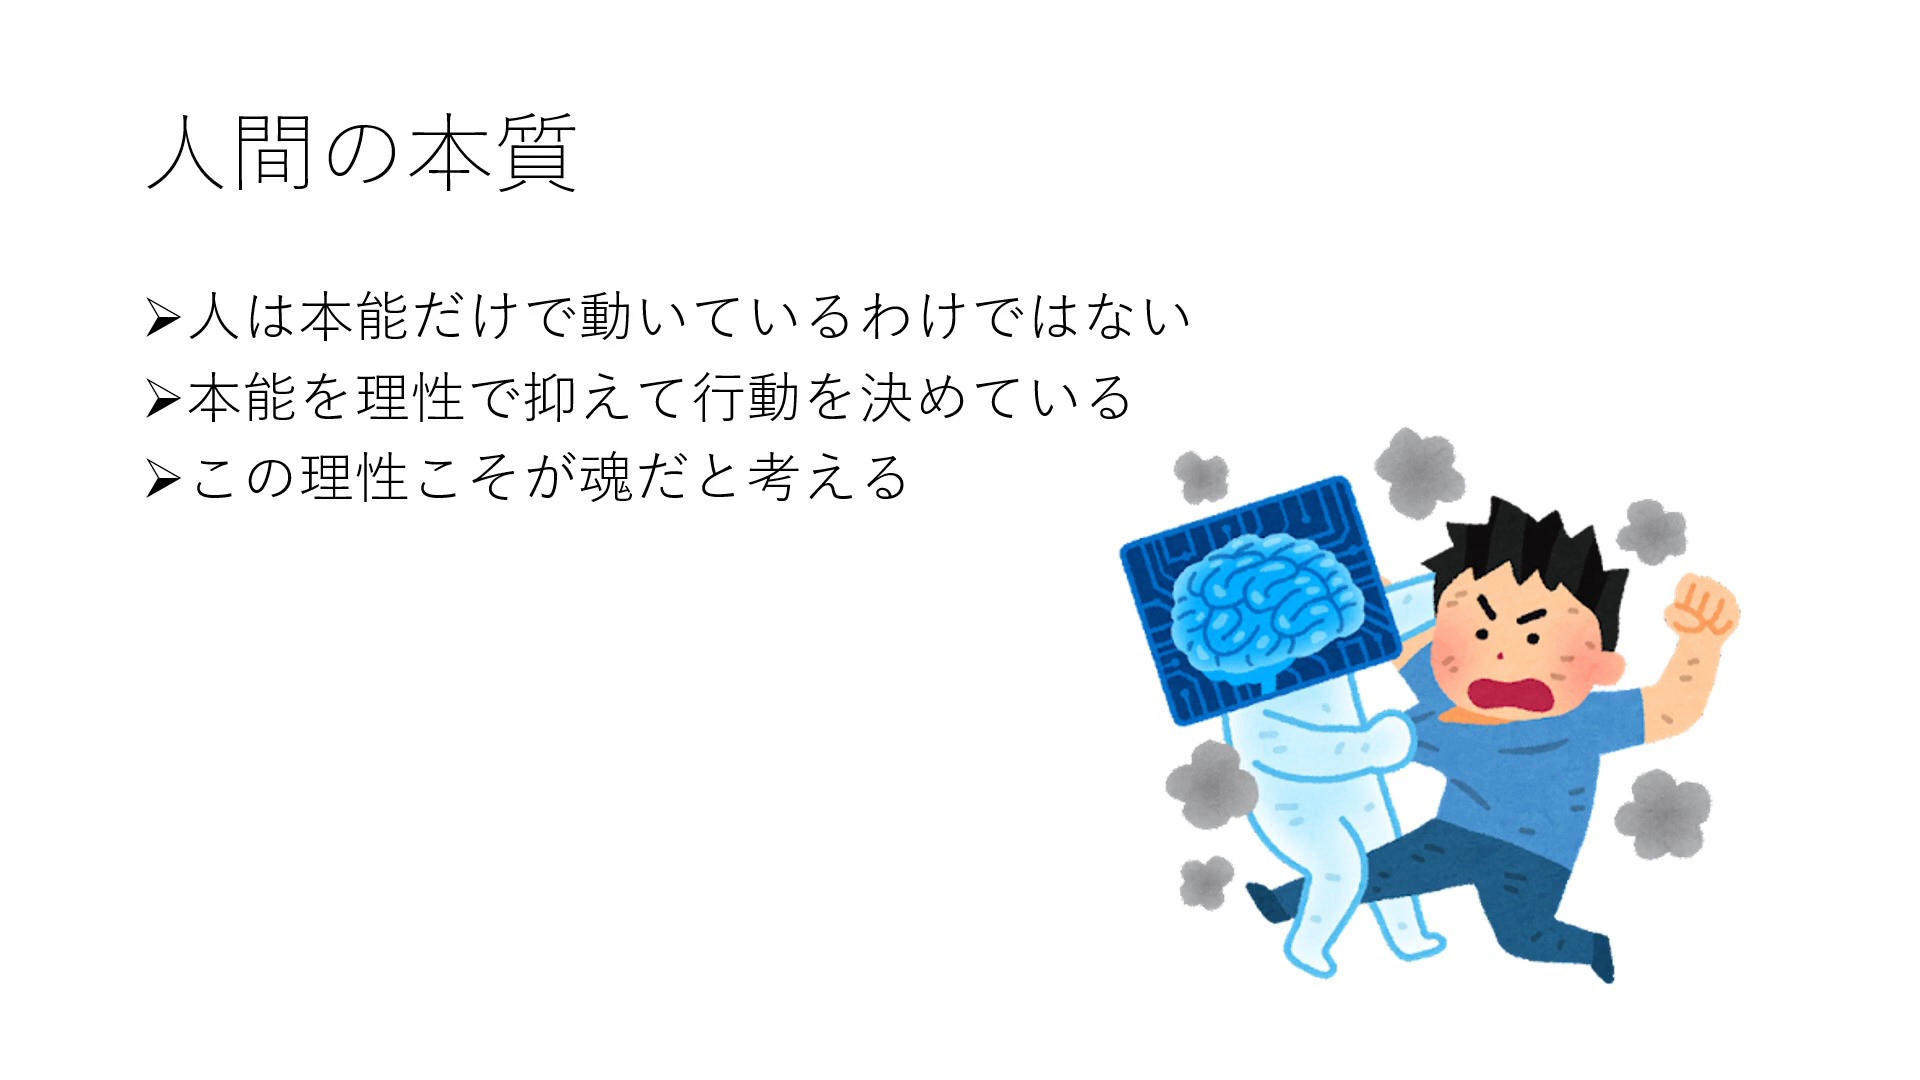 人間の本質
➢人は本能だけで動いているわけではない
➢本能を理性で抑えて行動を決めている
➢この理性こそが魂だと考える